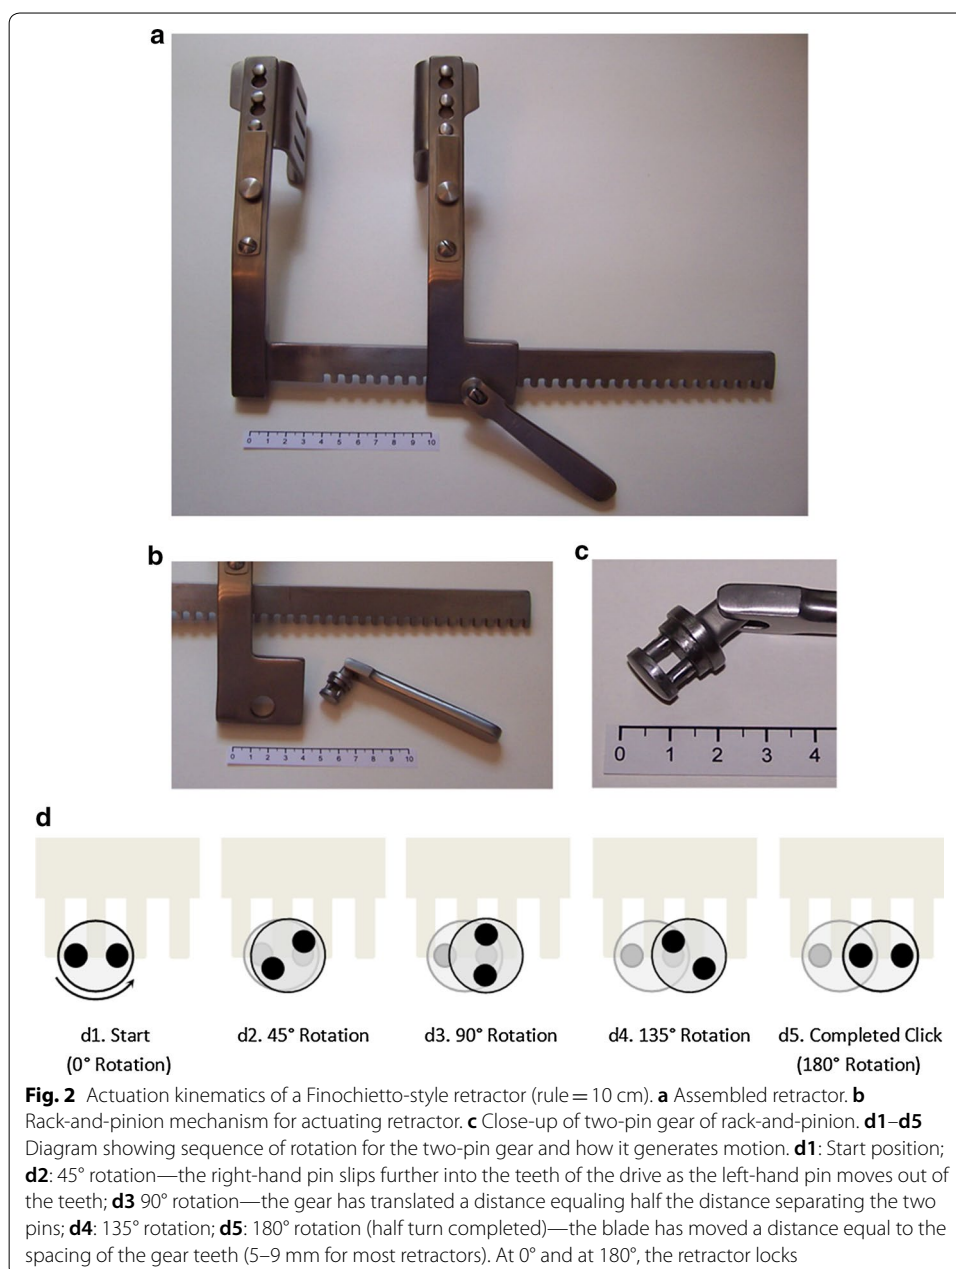 a
0 1 2 3 4 5 6 7 8 9 10
b
c
0 1 2 3 4 5 6 7 8 9 10
0 1 2 3 4
d
d1. Start
(0° Rotation)
d2. 45° Rotation
d3. 90° Rotation
d4. 135° Rotation
d5. Completed Click
(180° Rotation)
Fig. 2 Actuation kinematics of a Finochietto-style retractor (rule = 10 cm). a Assembled retractor. b
Rack-and-pinion mechanism for actuating retractor. c Close-up of two-pin gear of rack-and-pinion. d1–d5
Diagram showing sequence of rotation for the two-pin gear and how it generates motion. d1: Start position;
d2: 45° rotation—the right-hand pin slips further into the teeth of the drive as the left-hand pin moves out of
the teeth; d3 90° rotation—the gear has translated a distance equaling half the distance separating the two
pins; d4: 135° rotation; d5: 180° rotation (half turn completed)—the blade has moved a distance equal to the
spacing of the gear teeth (5–9 mm for most retractors). At 0° and at 180°, the retractor locks